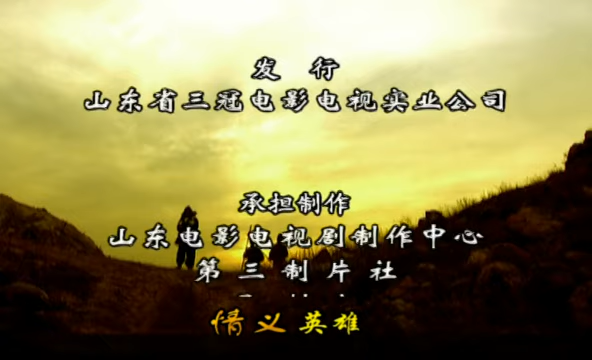 发 行
山东省三冠电影电视实业公司
承担制作
山东电影电视剧制作中心
第三制片社
情义英雄